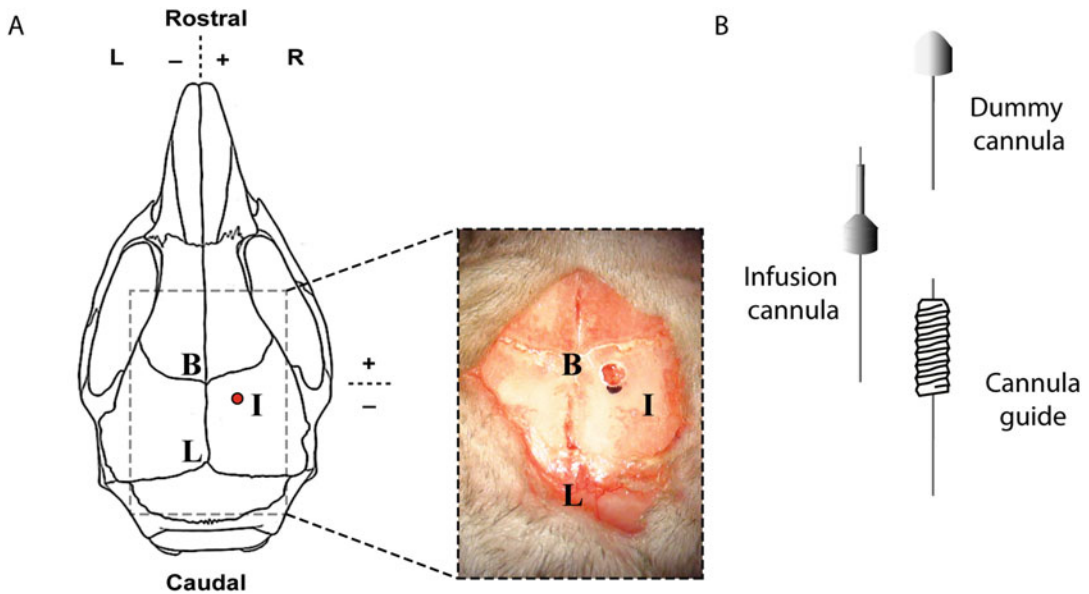 A
Rostral
L – + R
B
I
L
+
–
Caudal
B
I
L
B
Dummy
cannula
Infusion
cannula
Cannula
guide